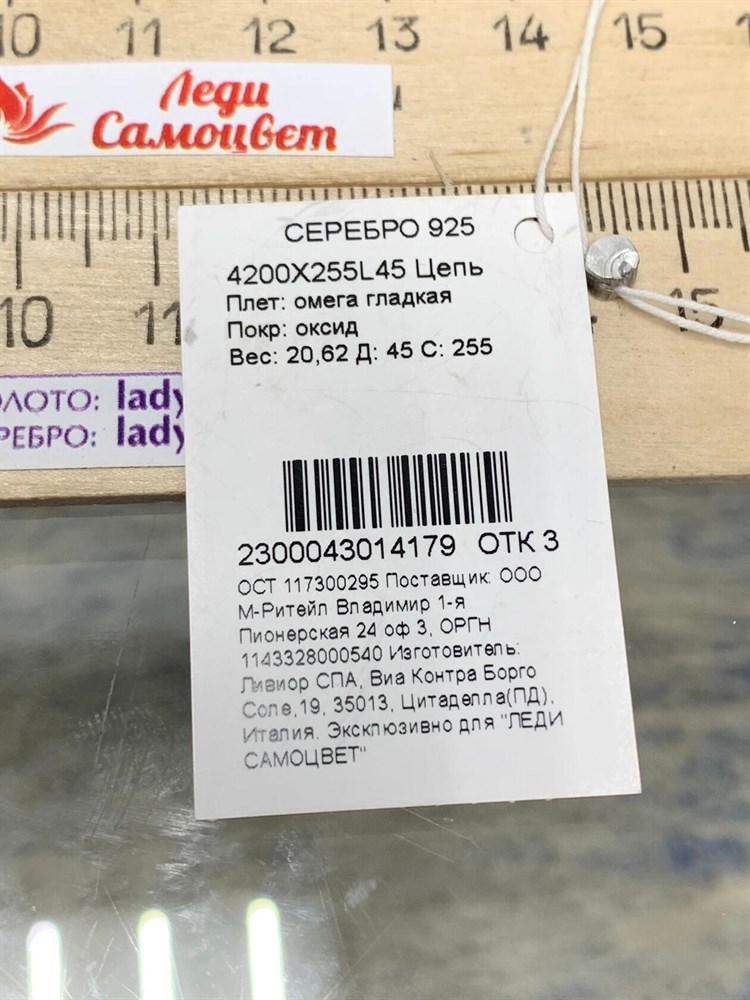 10 11 12 13 14 15
Леди
Самоцвет
СЕРЕБРО 925
4200X255L45 Цепь
Плет: омега гладкая
Покр: оксид
Вес: 20,62 Д: 45 С: 255
10 11 15
ОЛОТО: lady
РЕБРО: lady
2300043014179 ОТК 3
ОСТ 117300295 Поставщик: ООО
М-Ритейл Владимир 1-я
Пионерская 24 оф 3, ОРГН
1143328000540 Изготовитель:
Ливиор СПА, Виа Контра Борго
Соле,19, 35013, Цитаделла(ПД),
Италия. Эксклюзивно для "ЛЕДИ
САМОЦВЕТ"